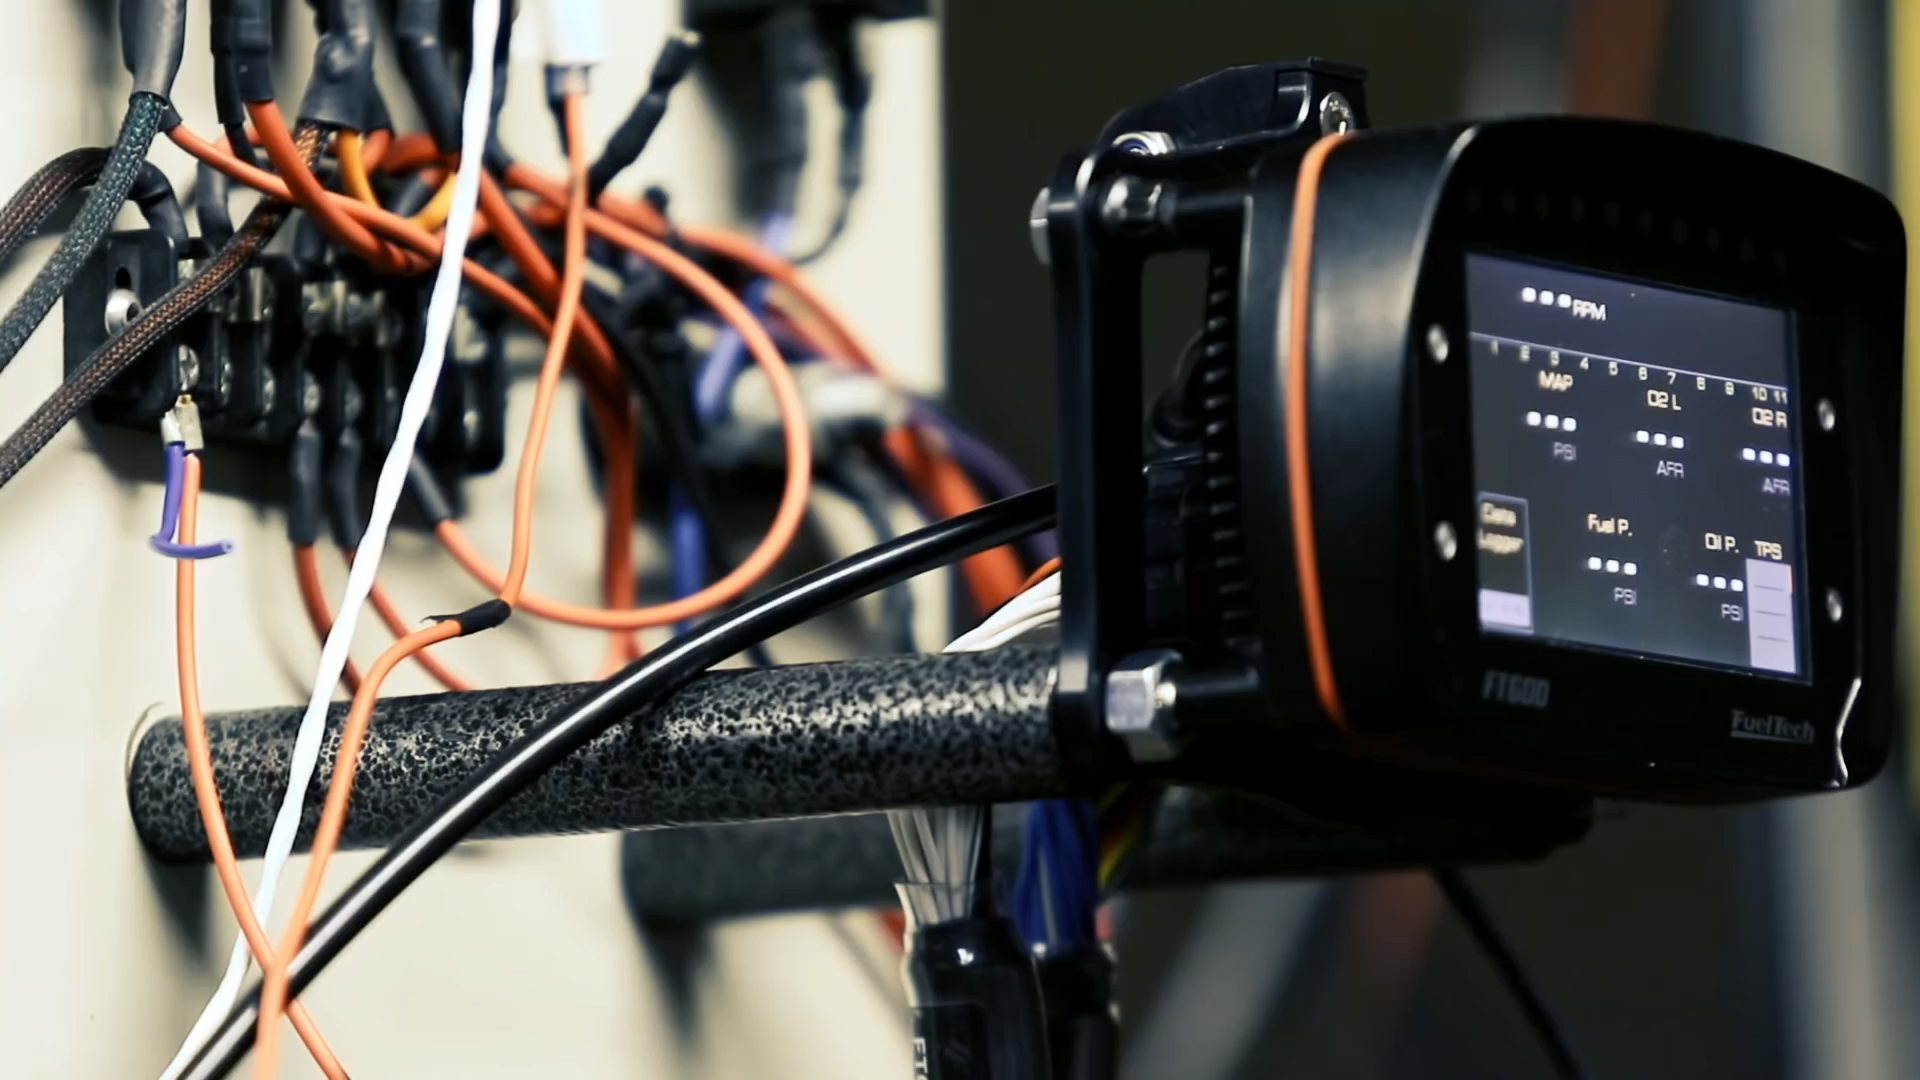 RPM
1 2 3 4 5 6 7 8 9 10 11
MAP
O2 L
O2 R
PSI
AFR
AFR
Data
Logger
Fuel P.
Oil P.
TPS
PSI
PSI
FT600
FuelTech